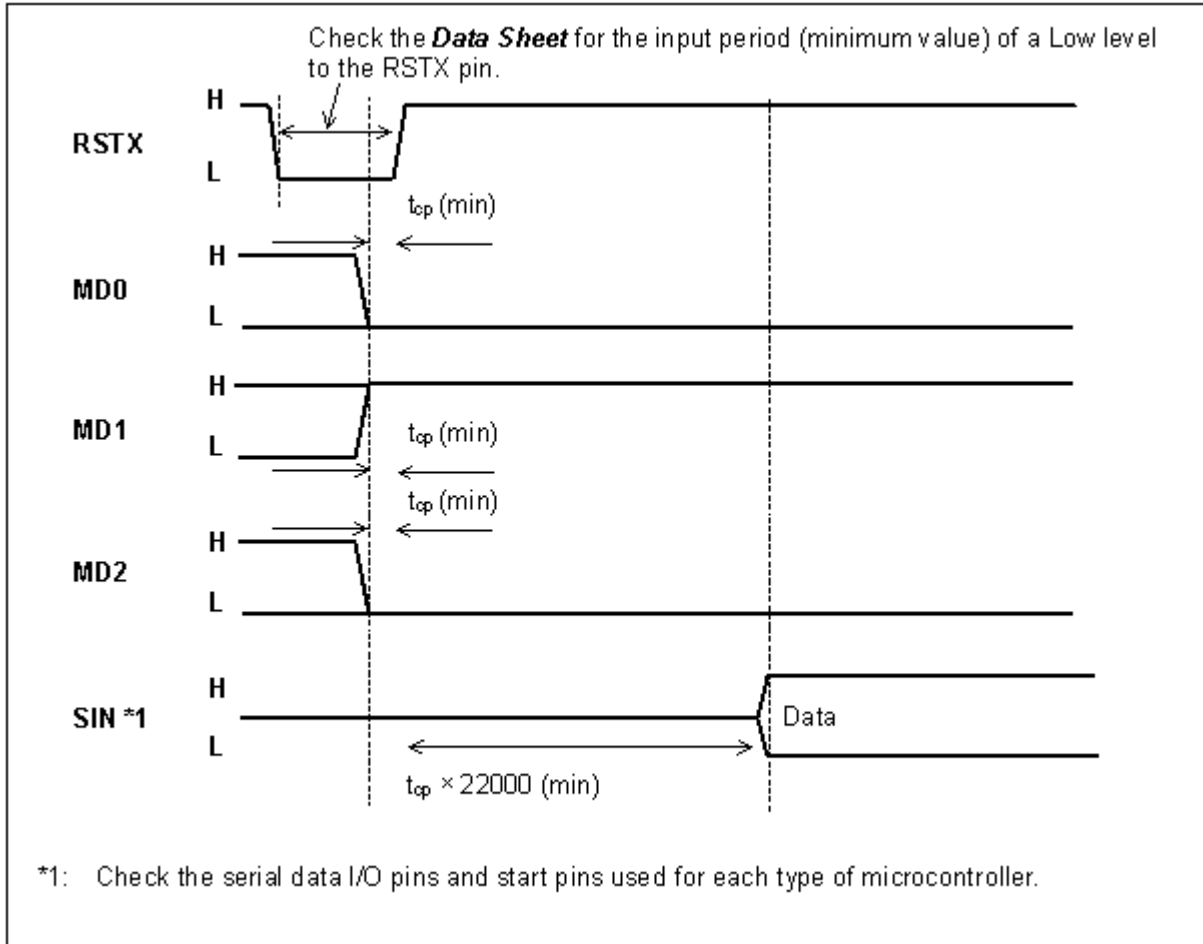 Check the Data Sheet for the input period (minimum value) of a Low level
to the RSTX pin.
H
RSTX
L
tcp (min)
H
MD0
L
H
MD1
L
tcp (min)
tcp (min)
H
MD2
L
H
SIN *1
Data
L
tcp × 22000 (min)
*1: Check the serial data I/O pins and start pins used for each type of microcontroller.